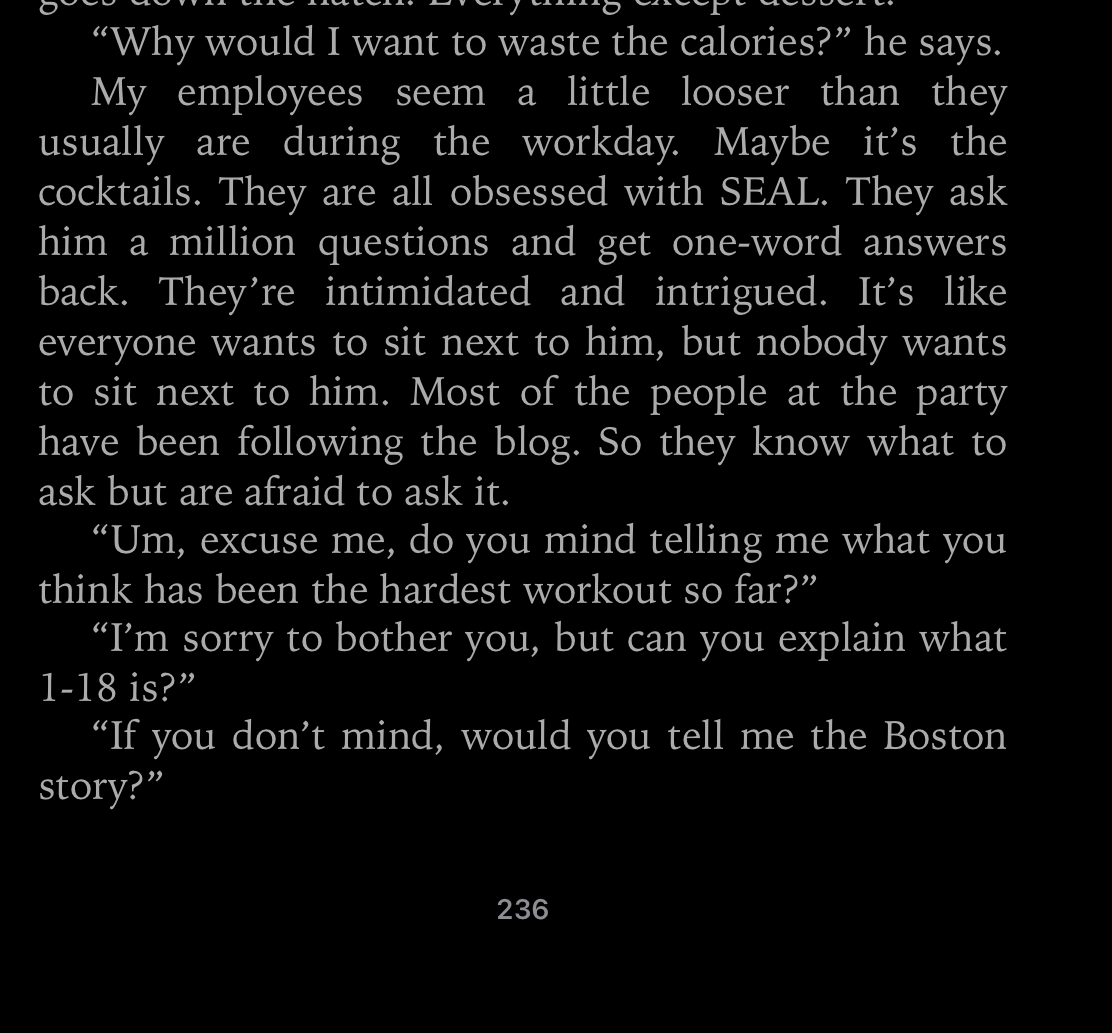 goes down the hatch. Everything except dessert.
“Why would I want to waste the calories?” he says.
My employees seem a little looser than they
usually are during the workday. Maybe it’s the
cocktails. They are all obsessed with SEAL. They ask
him a million questions and get one-word answers
back. They’re intimidated and intrigued. It’s like
everyone wants to sit next to him, but nobody wants
to sit next to him. Most of the people at the party
have been following the blog. So they know what to
ask but are afraid to ask it.
“Um, excuse me, do you mind telling me what you
think has been the hardest workout so far?”
“I’m sorry to bother you, but can you explain what
1-18 is?”
“If you don’t mind, would you tell me the Boston
story?”
236